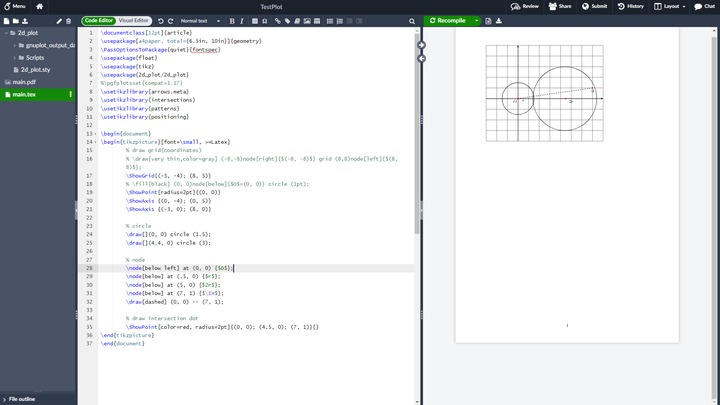 Menu
TestPlot
Review
Share
Submit
History
Layout
Chat
Code Editor
Visual Editor
Normal text
B
I
Recompile
2d_plot
gnuplot_output_da
Scripts
2d_plot.sty
main.pdf
main.tex
File outline
1 \documentclass[12pt]{article}
2 \usepackage[a4paper, total={6.5in, 10in}]{geometry}
3 \PassOptionsToPackage{quiet}{fontspec}
4 \usepackage{float}
5 \usepackage{tikz}
6 \usepackage{2d_plot/2d_plot}
7 %\pgfplotsset{compat=1.17}
8 \usetikzlibrary{arrows.meta}
9 \usetikzlibrary{intersections}
10 \usetikzlibrary{patterns}
11 \usetikzlibrary{positioning}
12
13 \begin{document}
14 \begin{tikzpicture}[font=\small, >=Latex]
15 % draw grid(coordinates)
16 % \draw[very thin,color=gray] (-8,-8)node[right]{$(-8, -8)$} grid (8,8)node[left]{$(8,
8)$};
17 \ShowGrid{(-3, -4); (8, 5)}
18 % \fill[black] (0, 0)node[below]{$O$=(0, 0)} circle (1pt);
19 \ShowPoint[radius=2pt]{(0, 0)}
20 \ShowAxis {(0, -4); (0, 5)}
21 \ShowAxis {(-3, 0); (8, 0)}
22
23 % circle
24 \draw[](0, 0) circle (1.5);
25 \draw[](4.4, 0) circle (3);
26
27 % node
28 \node[below left] at (0, 0) {$O$};
29 \node[below] at (.5, 0) {$r$};
30 \node[below] at (5, 0) {$2r$};
31 \node[below] at (7, 1) {$\ln$};
32 \draw[dashed] (0, 0) -- (7, 1);
33
34 % draw intersection dot
35 \ShowPoint[color=red, radius=2pt]{(0, 0); (4.5, 0); (7, 1)}{}
36 \end{tikzpicture}
37 \end{document}
1